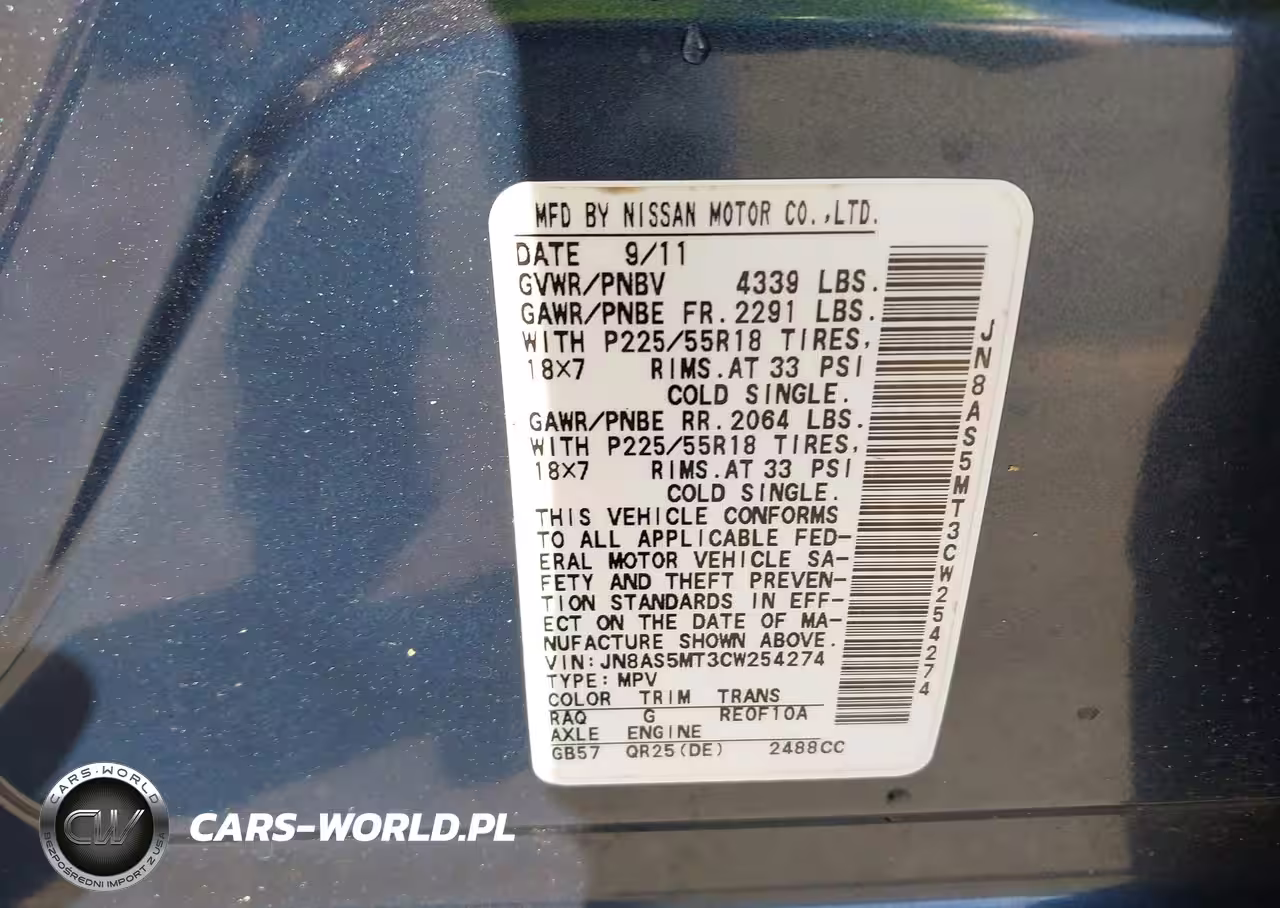 MFD BY NISSAN MOTOR CO.,LTD.
DATE 9/11
GVWR/PNBV 4339 LBS.
GAWR/PNBE FR. 2291 LBS.
WITH P225/55R18 TIRES,
18×7 RIMS.AT 33 PSI
COLD SINGLE.
GAWR/PNBE RR. 2064 LBS.
WITH P225/55R18 TIRES,
18×7 RIMS.AT 33 PSI
COLD SINGLE.
THIS VEHICLE CONFORMS
TO ALL APPLICABLE FED-
ERAL MOTOR VEHICLE SA-
FETY AND THEFT PREVEN-
TION STANDARDS IN EFF-
ECT ON THE DATE OF MA-
NUFACTURE SHOWN ABOVE.
VIN: JN8AS5MT3CW254274
TYPE: MPV
COLOR TRIM TRANS
RAQ G RE0F10A
AXLE ENGINE
GB57 QR25(DE) 2488CC
JN8AS5MT3CW254274
CARS-WORLD
CW
BEZPOŚREDNI IMPORT Z USA
CARS-WORLD.PL